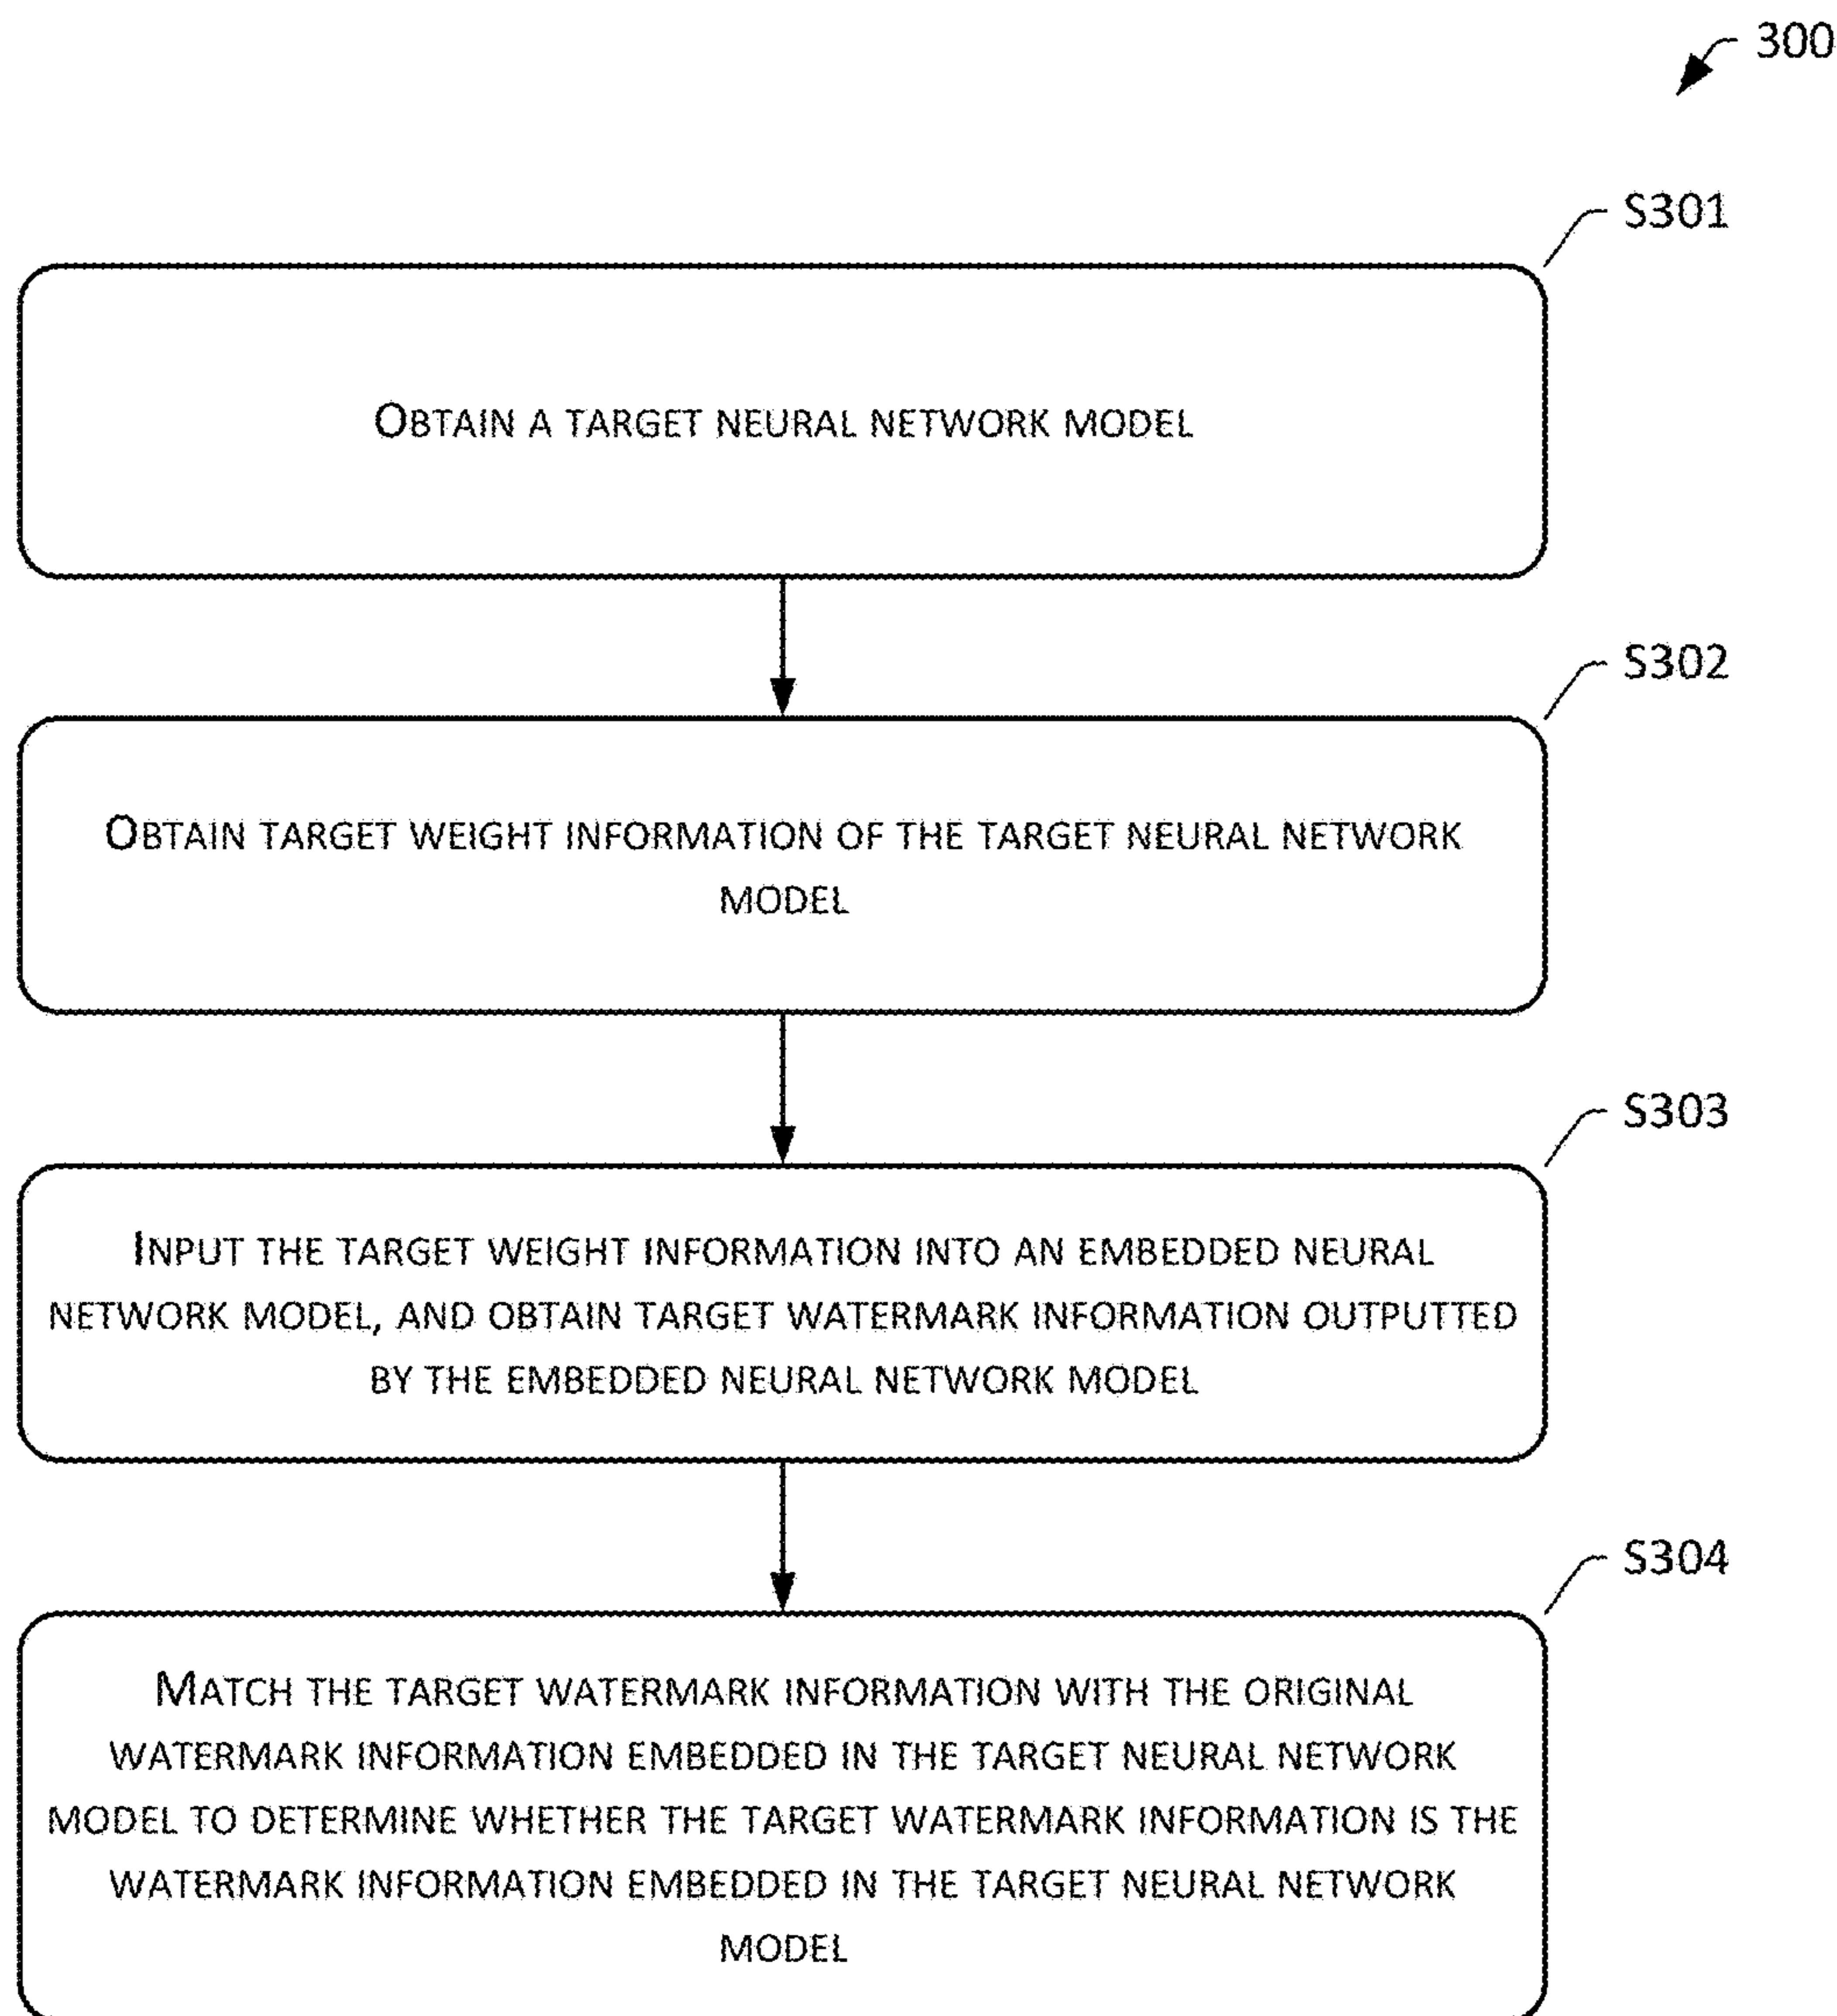 300
S301
OBTAIN A TARGET NEURAL NETWORK MODEL
S302
OBTAIN TARGET WEIGHT INFORMATION OF THE TARGET NEURAL NETWORK
MODEL
S303
INPUT THE TARGET WEIGHT INFORMATION INTO AN EMBEDDED NEURAL
NETWORK MODEL, AND OBTAIN TARGET WATERMARK INFORMATION OUTPUTTED
BY THE EMBEDDED NEURAL NETWORK MODEL
S304
MATCH THE TARGET WATERMARK INFORMATION WITH THE ORIGINAL
WATERMARK INFORMATION EMBEDDED IN THE TARGET NEURAL NETWORK
MODEL TO DETERMINE WHETHER THE TARGET WATERMARK INFORMATION IS THE
WATERMARK INFORMATION EMBEDDED IN THE TARGET NEURAL NETWORK
MODEL